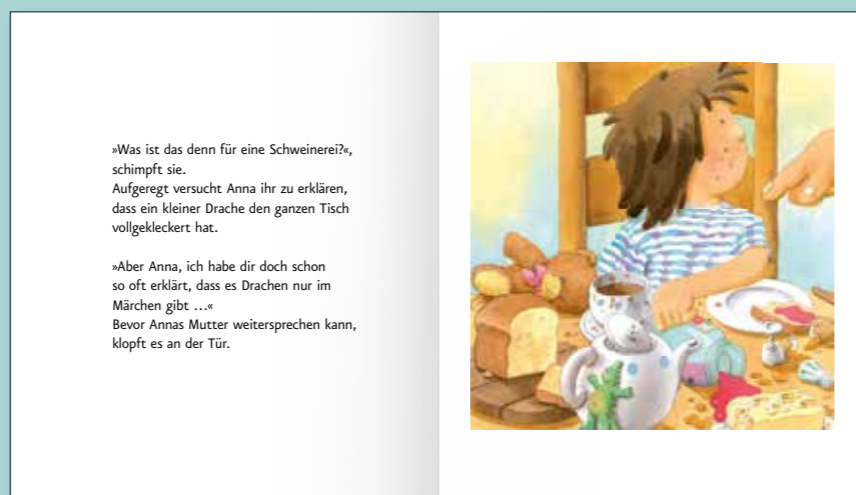 »Was ist das denn für eine Schweinerei?«,
schimpft sie.
Aufgeregt versucht Anna ihr zu erklären,
dass ein kleiner Drache den ganzen Tisch
vollgekleckert hat.
»Aber Anna, ich habe dir doch schon
so oft erklärt, dass es Drachen nur im
Märchen gibt …«
Bevor Annas Mutter weitersprechen kann,
klopft es an der Tür.